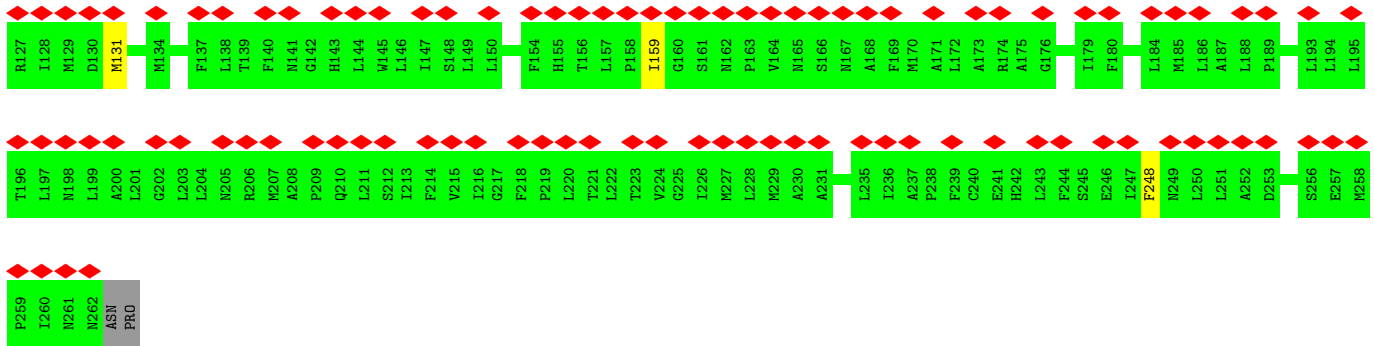 R127 I128 M129 D130 M131 M134 F137 L138 T139 F140 N141 G142 H143 L144 W145 L146 I147 S148 L149 L150 F154 H155 T156 L157 P158 I159 G160 S161 N162 P163 V164 N165 S166 N167 A168 F169 M170 A171 L172 A173 R174 A175 G176 I179 F180 L184 M185 L186 A187 L188 P189 L193 L194 L195
T196 L197 N198 L199 A200 L201 G202 L203 L204 N205 R206 M207 A208 P209 Q210 L211 S212 I213 F214 V215 I216 G217 F218 P219 L220 T221 L222 T223 V224 G225 I226 M227 L228 M229 A230 A231 L235 I236 A237 P238 F239 C240 E241 H242 L243 F244 S245 E246 I247 F248 N249 L250 L251 A252 D253 S256 E257 M258
P259 I260 N261 N262 ASN PRO